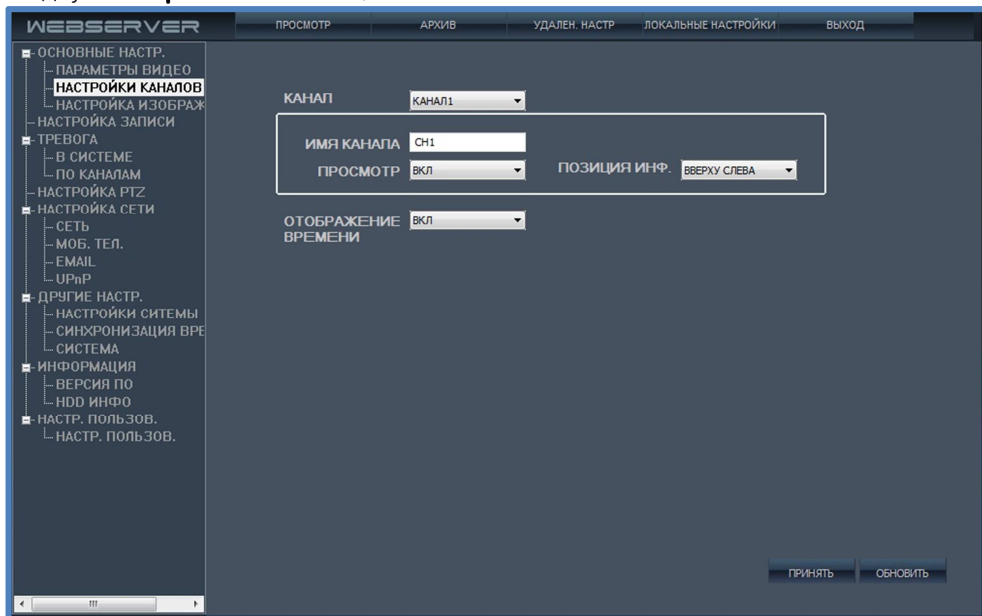 WEBSERVER
ПРОСМОТР АРХИВ УДАЛЕН. НАСТР ЛОКАЛЬНЫЕ НАСТРОЙКИ ВЫХОД
ОСНОВНЫЕ НАСТР.
ПАРАМЕТРЫ ВИДЕО
НАСТРОЙКИ КАНАЛОВ
НАСТРОЙКА ИЗОБРАЖ
НАСТРОЙКА ЗАПИСИ
ТРЕВОГА
В СИСТЕМЕ
ПО КАНАЛАМ
НАСТРОЙКА PTZ
НАСТРОЙКА СЕТИ
СЕТЬ
МОБ. ТЕЛ.
EMAIL
UPnP
ДРУГИЕ НАСТР.
НАСТРОЙКИ СИТЕМЫ
СИНХРОНИЗАЦИЯ ВРЕ
СИСТЕМА
ИНФОРМАЦИЯ
ВЕРСИЯ ПО
HDD ИНФО
НАСТР. ПОЛЬЗОВ.
НАСТР. ПОЛЬЗОВ.
КАНАЛ КАНАЛ1
ИМЯ КАНАЛА CH1
ПРОСМОТР ВКЛ ПОЗИЦИЯ ИНФ. ВВЕРХУ СЛЕВА
ОТОБРАЖЕНИЕ ВКЛ
ВРЕМЕНИ
ПРИНЯТЬ ОБНОВИТЬ